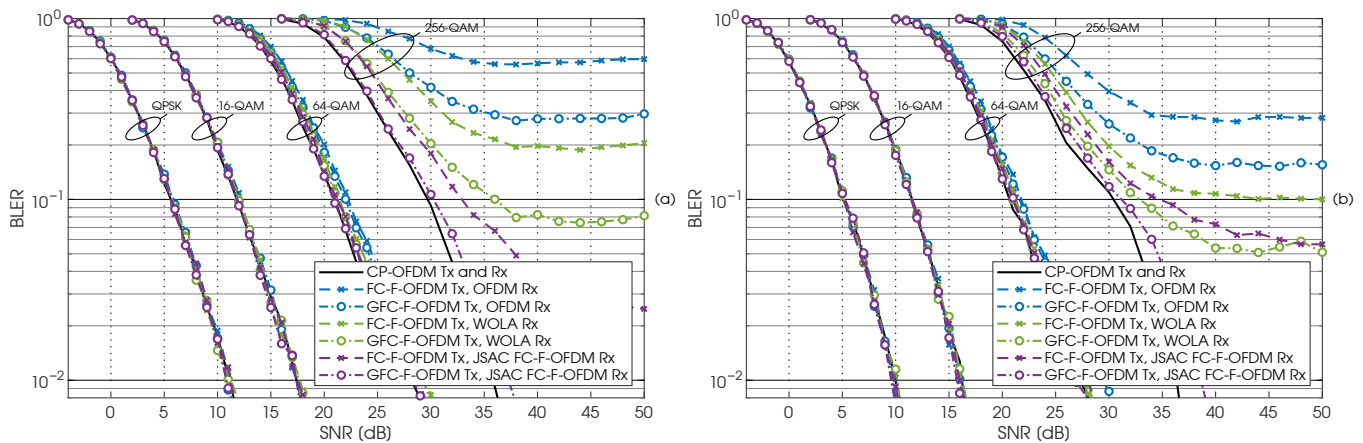 10^0
10^-1
10^-2
BLER
0 5 10 15 20 25 30 35 40 45 50
SNR (dB)
QPSK
16-QAM
64-QAM
256-QAM
CP-OFDM Tx and Rx
FC-F-OFDM Tx, OFDM Rx
GFC-F-OFDM Tx, OFDM Rx
FC-F-OFDM Tx, WOLA Rx
GFC-F-OFDM Tx, WOLA Rx
FC-F-OFDM Tx, JSAC FC-F-OFDM Rx
GFC-F-OFDM Tx, JSAC FC-F-OFDM Rx
(a)
10^0
10^-1
10^-2
BLER
0 5 10 15 20 25 30 35 40 45 50
SNR (dB)
QPSK
16-QAM
64-QAM
256-QAM
CP-OFDM Tx and Rx
FC-F-OFDM Tx, OFDM Rx
GFC-F-OFDM Tx, OFDM Rx
FC-F-OFDM Tx, WOLA Rx
GFC-F-OFDM Tx, WOLA Rx
FC-F-OFDM Tx, JSAC FC-F-OFDM Rx
GFC-F-OFDM Tx, JSAC FC-F-OFDM Rx
(b)